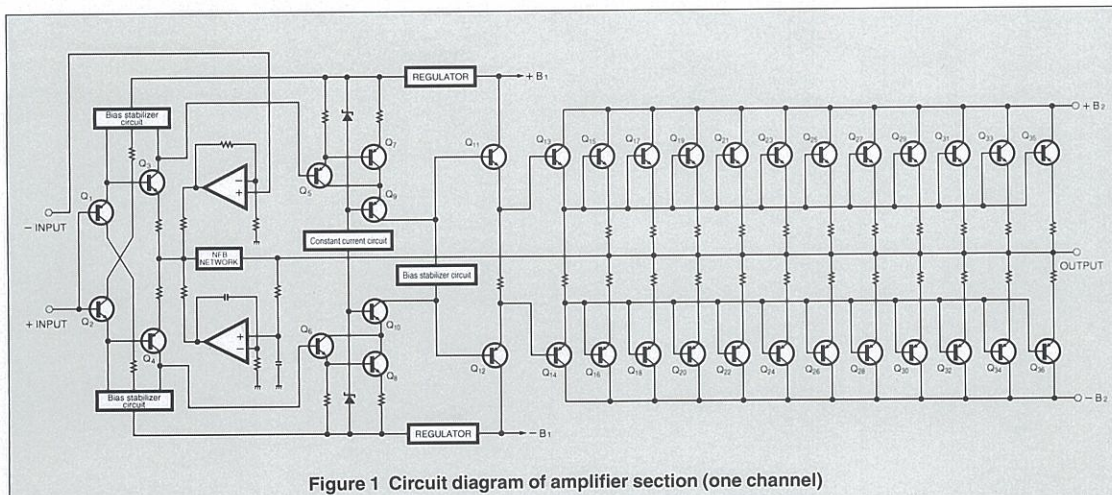 REGULATOR
+ B₁
+ B₂
Bias stabilizer
circuit
Q₁₁
Q₁₃
Q₁₅
Q₁₇
Q₁₉
Q₂₁
Q₂₃
Q₂₅
Q₂₇
Q₂₉
Q₃₁
Q₃₃
Q₃₅
Q₃
Q₇
Q₅
Q₁
−
+
Q₉
− INPUT
Constant current circuit
NFB
NETWORK
Bias stabilizer circuit
OUTPUT
Q₂
+ INPUT
Q₄
+
−
Q₆
Q₁₀
Q₈
Q₁₂
Q₁₄
Q₁₆
Q₁₈
Q₂₀
Q₂₂
Q₂₄
Q₂₆
Q₂₈
Q₃₀
Q₃₂
Q₃₄
Q₃₆
Bias stabilizer
circuit
− B₂
REGULATOR
− B₁
Figure 1 Circuit diagram of amplifier section (one channel)